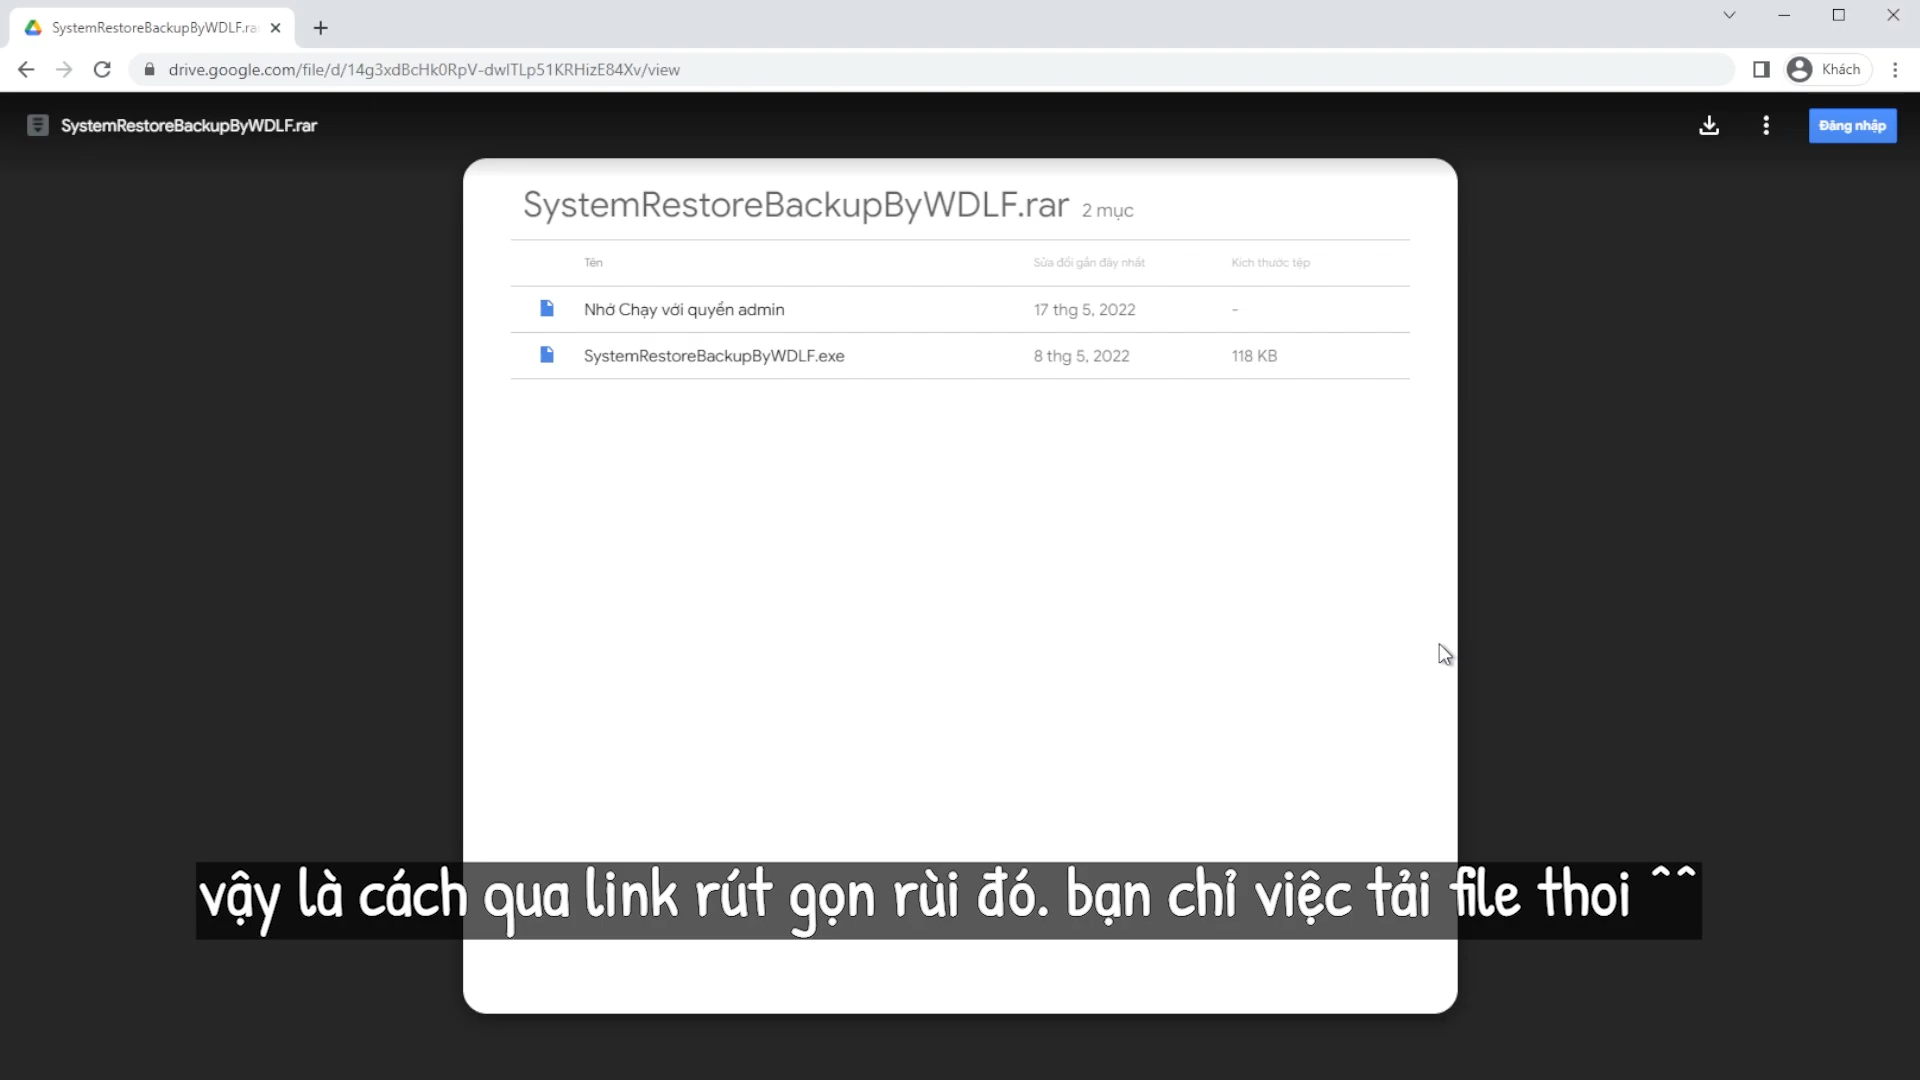 SystemRestoreBackupByWDLF.ra
drive.google.com/file/d/14g3xdBcHk0RpV-dwlTLp51KRHizE84Xv/view
Khách
SystemRestoreBackupByWDLF.rar
Đăng nhập
SystemRestoreBackupByWDLF.rar 2 mục
Tên Sửa đổi gần đây nhất Kích thước tệp
Nhớ Chạy với quyền admin 17 thg 5, 2022 -
SystemRestoreBackupByWDLF.exe 8 thg 5, 2022 118 KB
vậy là cách qua link rút gọn rùi đó. bạn chỉ việc tải file thoi ^^